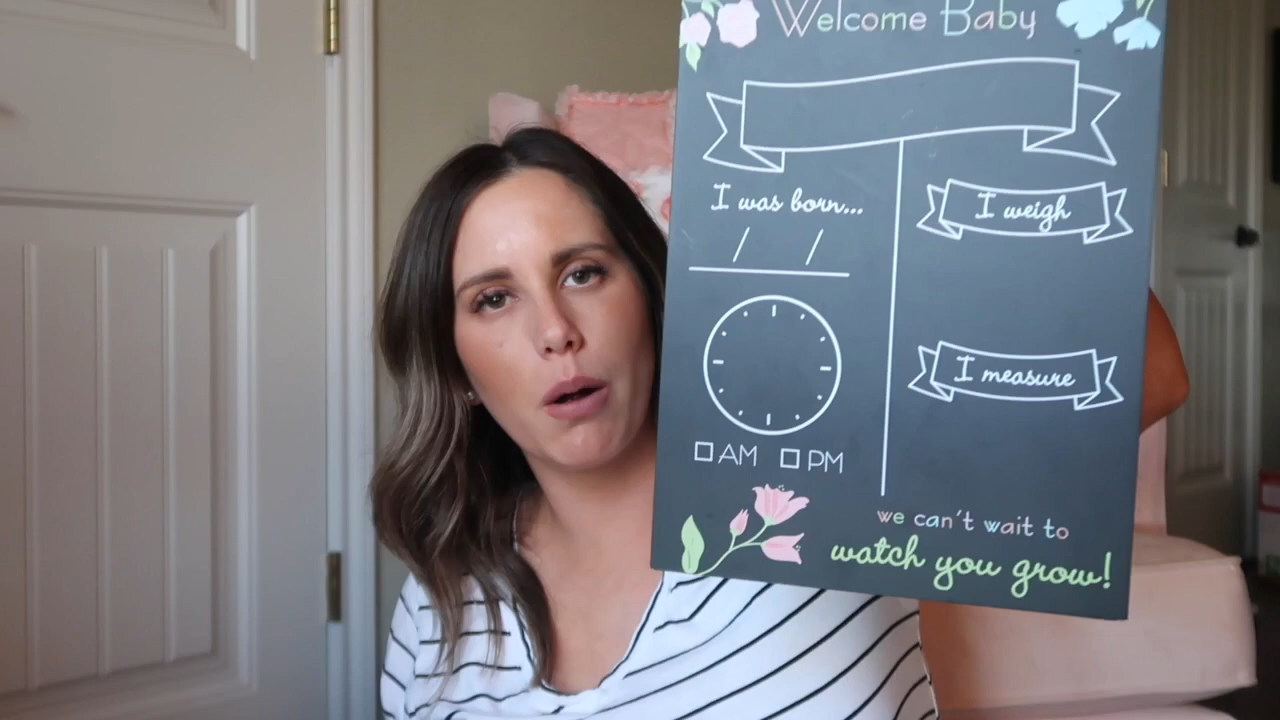 Welcome Baby
I was born...
/ /
I weigh
I measure
AM PM
we can't wait to
watch you grow!